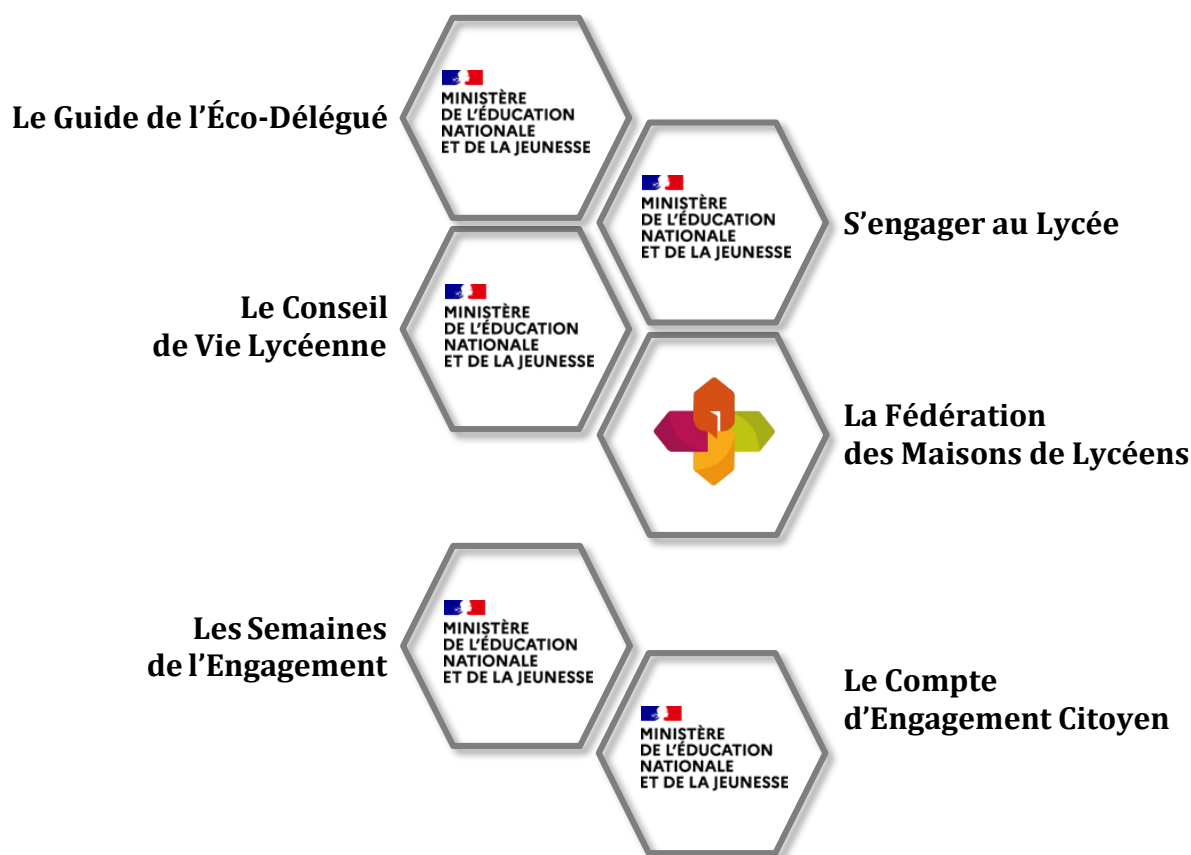 Le Guide de l’Éco-Délégué
MINISTÈRE
DE L’ÉDUCATION
NATIONALE
ET DE LA JEUNESSE
MINISTÈRE
DE L’ÉDUCATION
NATIONALE
ET DE LA JEUNESSE
S’engager au Lycée
Le Conseil
de Vie Lycéenne
MINISTÈRE
DE L’ÉDUCATION
NATIONALE
ET DE LA JEUNESSE
La Fédération
des Maisons de Lycéens
Les Semaines
de l’Engagement
MINISTÈRE
DE L’ÉDUCATION
NATIONALE
ET DE LA JEUNESSE
Le Compte
d’Engagement Citoyen
MINISTÈRE
DE L’ÉDUCATION
NATIONALE
ET DE LA JEUNESSE